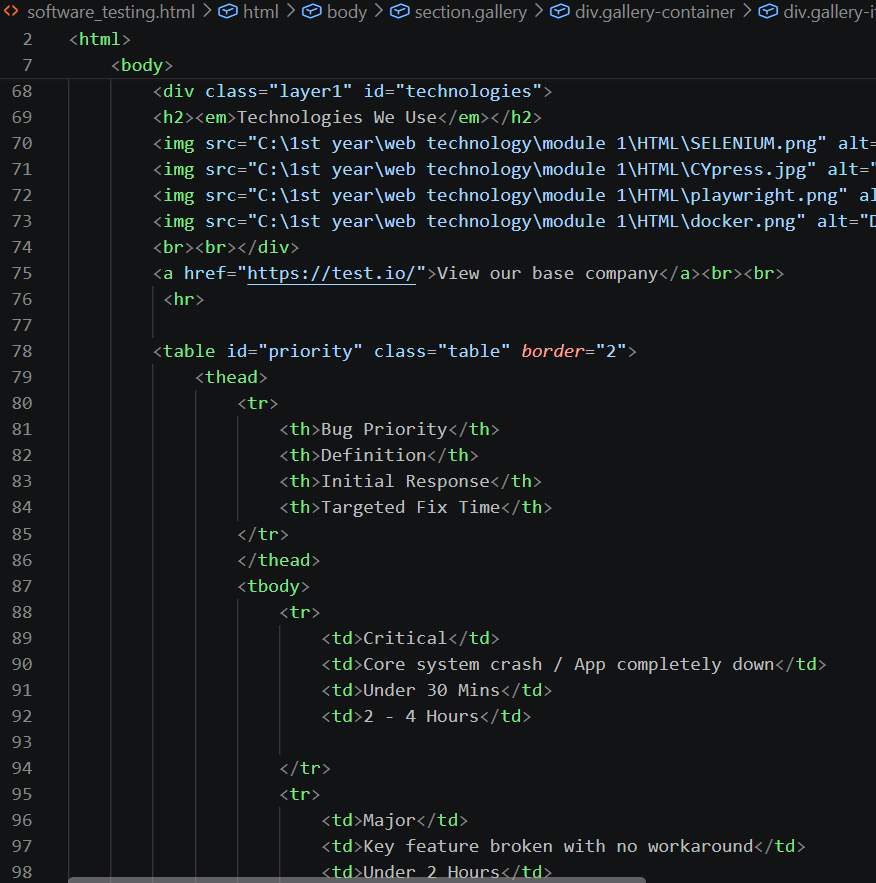 software_testing.html > html > body > section.gallery > div.gallery-container > div.gallery-i
2 <html>
7 <body>
68 <div class="layer1" id="technologies">
69 <h2><em>Technologies We Use</em></h2>
70 <img src="C:\1st year\web technology\module 1\HTML\SELENIUM.png" alt=
71 <img src="C:\1st year\web technology\module 1\HTML\CYpress.jpg" alt="
72 <img src="C:\1st year\web technology\module 1\HTML\playwright.png" al
73 <img src="C:\1st year\web technology\module 1\HTML\docker.png" alt="D
74 <br><br></div>
75 <a href="https://test.io/">View our base company</a><br><br>
76 <hr>
77
78 <table id="priority" class="table" border="2">
79 <thead>
80 <tr>
81 <th>Bug Priority</th>
82 <th>Definition</th>
83 <th>Initial Response</th>
84 <th>Targeted Fix Time</th>
85 </tr>
86 </thead>
87 <tbody>
88 <tr>
89 <td>Critical</td>
90 <td>Core system crash / App completely down</td>
91 <td>Under 30 Mins</td>
92 <td>2 - 4 Hours</td>
93
94 </tr>
95 <tr>
96 <td>Major</td>
97 <td>Key feature broken with no workaround</td>
98 <td>Under 2 Hours</td>